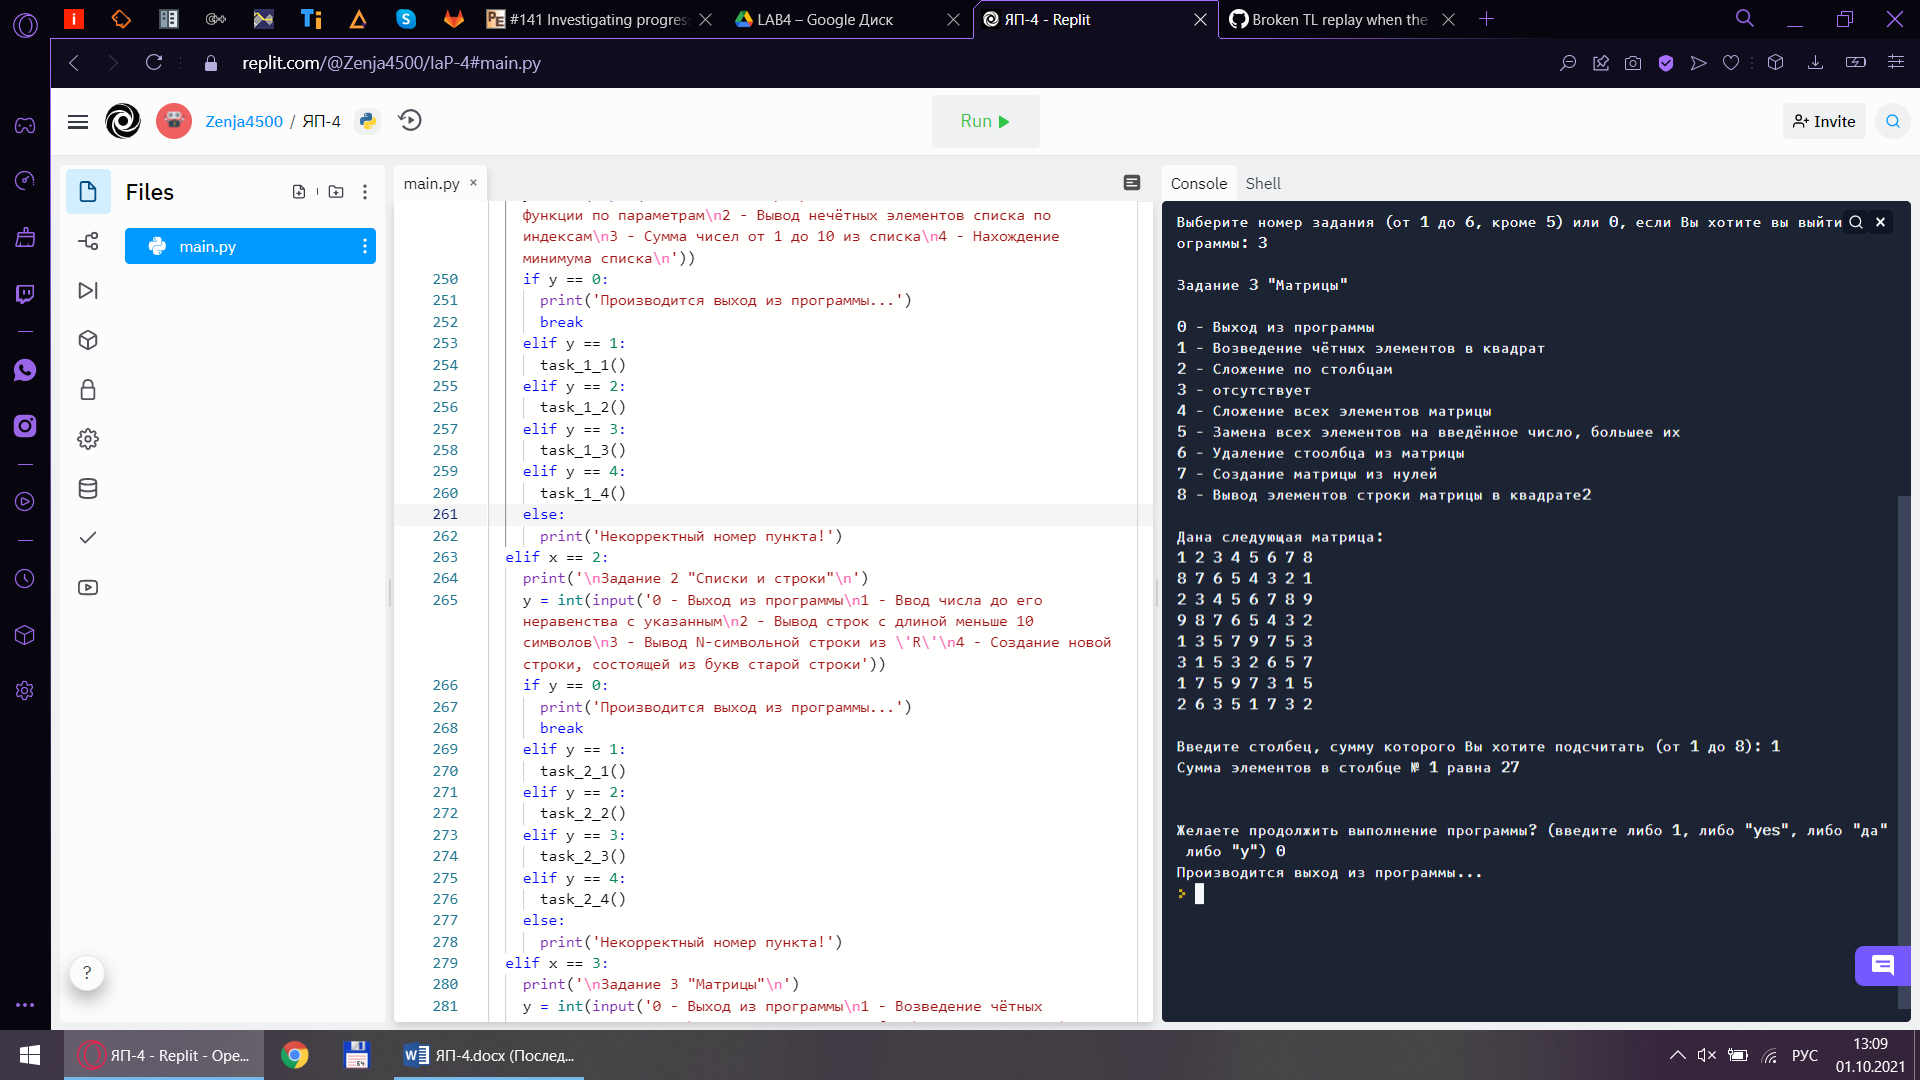 #141 Investigating progres
LAB4 – Google Диск
ЯП-4 - Replit
Broken TL replay when the
replit.com/@Zenja4500/IaP-4#main.py
Zenja4500 / ЯП-4
Run
Invite
Files
main.py
main.py
функции по параметрам\n2 - Вывод нечётных элементов списка по
индексам\n3 - Сумма чисел от 1 до 10 из списка\n4 - Нахождение
минимума списка\n'))
250 if y == 0:
251 print('Производится выход из программы...')
252 break
253 elif y == 1:
254 task_1_1()
255 elif y == 2:
256 task_1_2()
257 elif y == 3:
258 task_1_3()
259 elif y == 4:
260 task_1_4()
261 else:
262 print('Некорректный номер пункта!')
263 elif x == 2:
264 print('\nЗадание 2 "Списки и строки"\n')
265 y = int(input('0 - Выход из программы\n1 - Ввод числа до его
неравенства с указанным\n2 - Вывод строк с длиной меньше 10
символов\n3 - Вывод N-символьной строки из \'R\'\n4 - Создание новой
строки, состоящей из букв старой строки'))
266 if y == 0:
267 print('Производится выход из программы...')
268 break
269 elif y == 1:
270 task_2_1()
271 elif y == 2:
272 task_2_2()
273 elif y == 3:
274 task_2_3()
275 elif y == 4:
276 task_2_4()
277 else:
278 print('Некорректный номер пункта!')
279 elif x == 3:
280 print('\nЗадание 3 "Матрицы"\n')
281 y = int(input('0 - Выход из программы\n1 - Возведение чётных
Console
Shell
Выберите номер задания (от 1 до 6, кроме 5) или 0, если Вы хотите вы выйти
ограммы: 3
Задание 3 "Матрицы"
0 - Выход из программы
1 - Возведение чётных элементов в квадрат
2 - Сложение по столбцам
3 - отсутствует
4 - Сложение всех элементов матрицы
5 - Замена всех элементов на введённое число, большее их
6 - Удаление стоолбца из матрицы
7 - Создание матрицы из нулей
8 - Вывод элементов строки матрицы в квадрате2
Дана следующая матрица:
1 2 3 4 5 6 7 8
8 7 6 5 4 3 2 1
2 3 4 5 6 7 8 9
9 8 7 6 5 4 3 2
1 3 5 7 9 7 5 3
3 1 5 3 2 6 5 7
1 7 5 9 7 3 1 5
2 6 3 5 1 7 3 2
Введите столбец, сумму которого Вы хотите подсчитать (от 1 до 8): 1
Сумма элементов в столбце № 1 равна 27
Желаете продолжить выполнение программы? (введите либо 1, либо "yes", либо "да"
либо "y") 0
Производится выход из программы...
>
?
ЯП-4 - Replit - Ope...
ЯП-4.docx (Послед...
РУС
13:09
01.10.2021